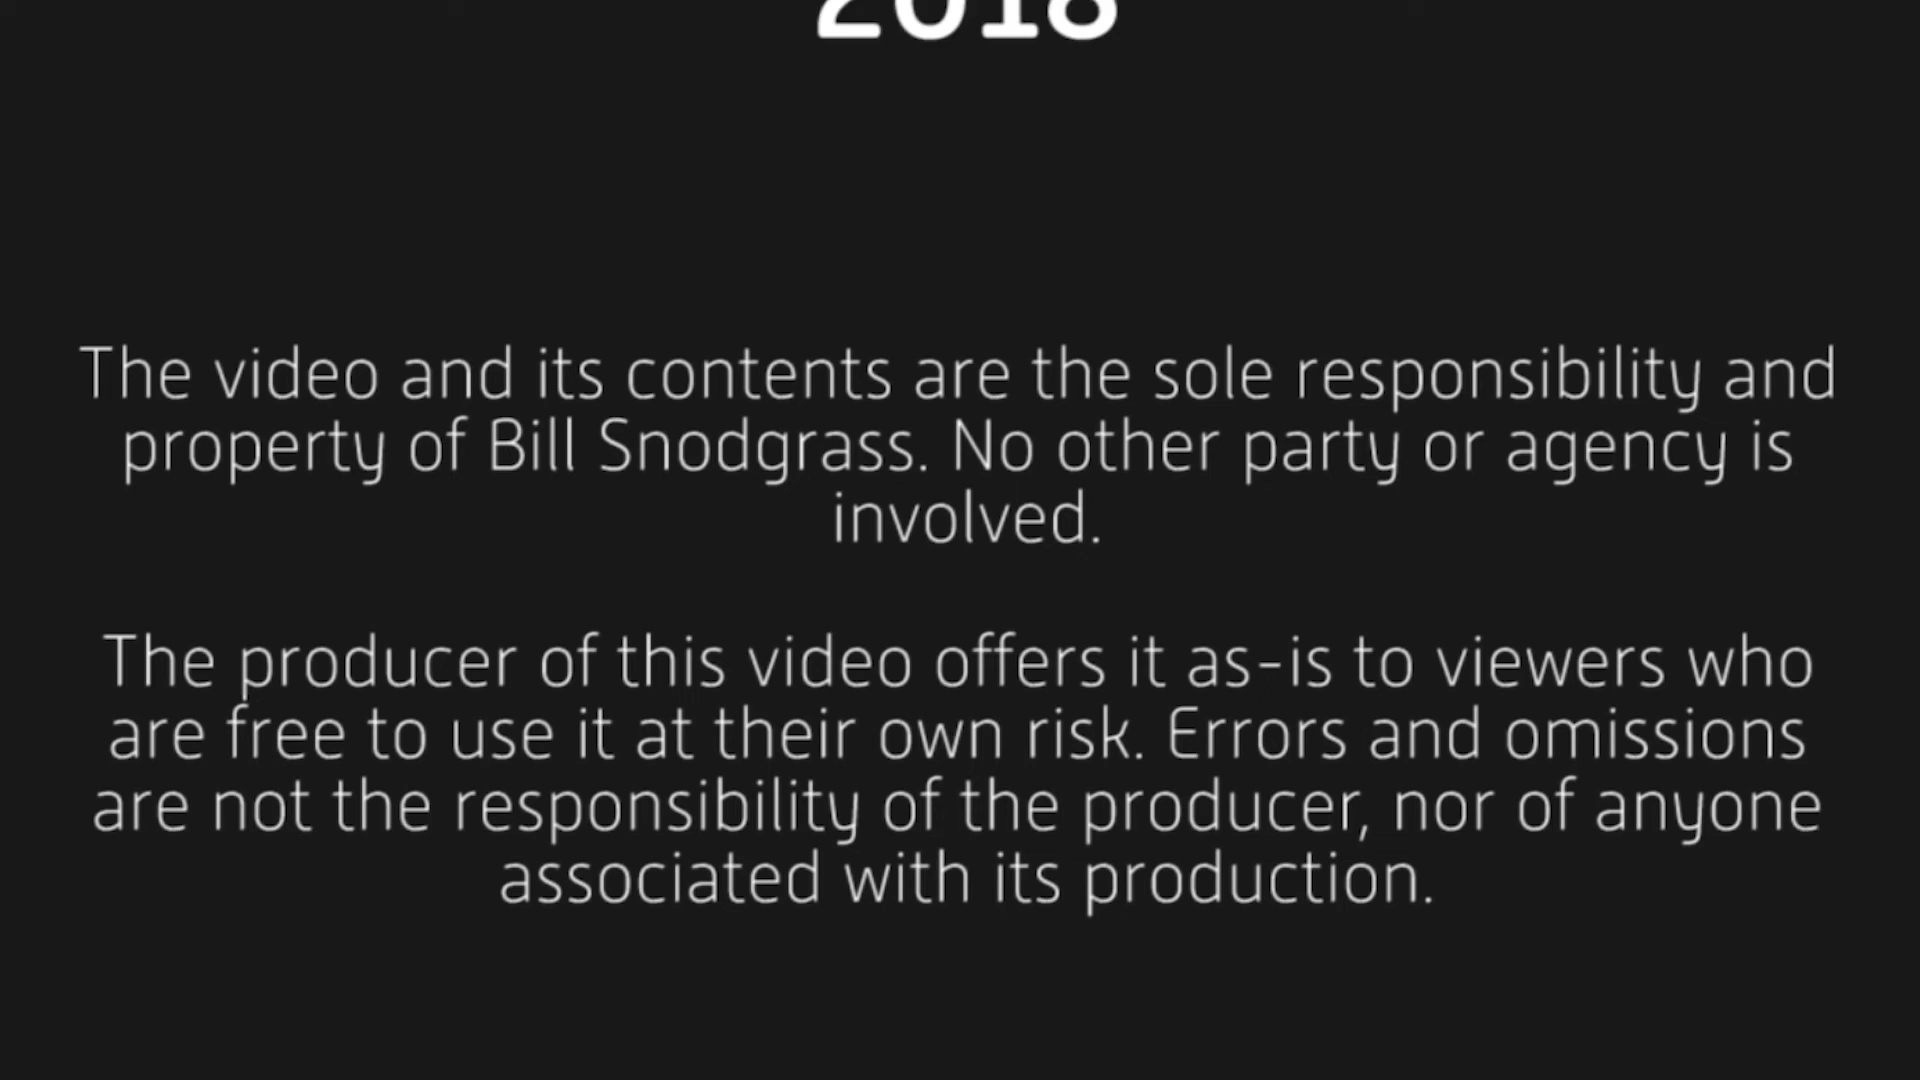 2018
The video and its contents are the sole responsibility and
property of Bill Snodgrass. No other party or agency is
involved.
The producer of this video offers it as-is to viewers who
are free to use it at their own risk. Errors and omissions
are not the responsibility of the producer, nor of anyone
associated with its production.